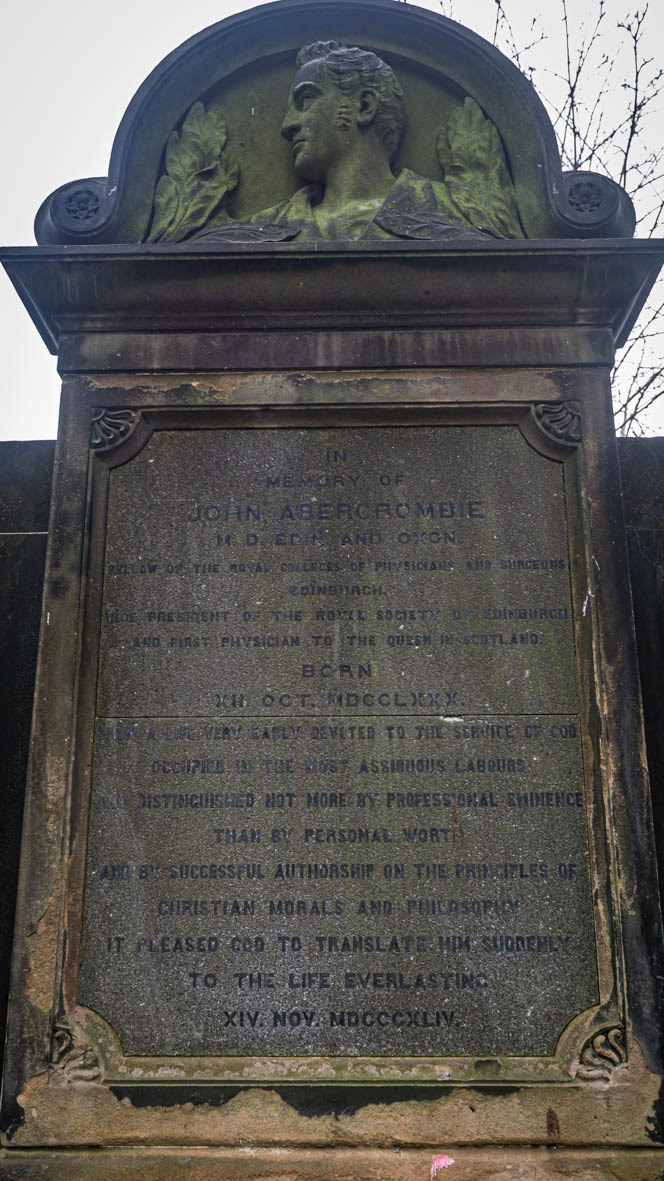 IN
MEMORY OF
JOHN ABERCROMBIE
M. D. EDIN AND OXON.
FELLOW OF THE ROYAL COLLEGES OF PHYSICIANS AND SURGEONS
EDINBURGH.
VICE PRESIDENT OF THE ROYAL SOCIETY OF EDINBURGH
AND FIRST PHYSICIAN TO THE QUEEN IN SCOTLAND.
BORN
XII. OCT. MDCCLXXX.
A LIFE VERY EARLY DEVOTED TO THE SERVICE OF GOD
OCCUPIED IN THE MOST ASSIDUOUS LABOURS
AND DISTINGUISHED NOT MORE BY PROFESSIONAL EMINENCE
THAN BY PERSONAL WORTH
AND BY SUCCESSFUL AUTHORSHIP ON THE PRINCIPLES OF
CHRISTIAN MORALS AND PHILOSOPHY
IT PLEASED GOD TO TRANSLATE HIM SUDDENLY
TO THE LIFE EVERLASTING
XIV. NOV. MDCCCXLIV.